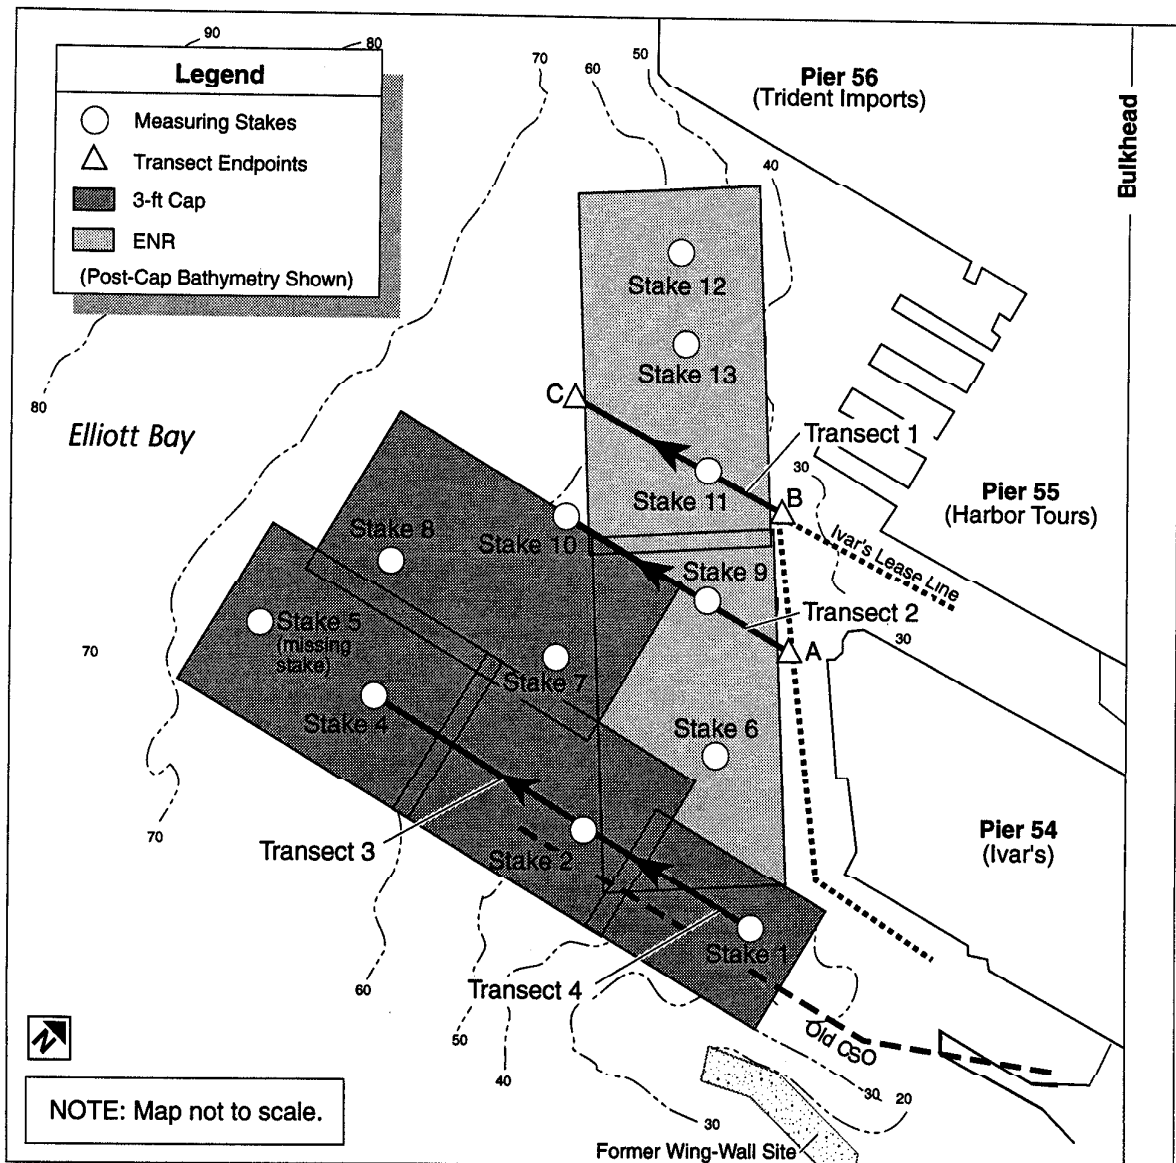 90
80
70
60
50
40
Legend
Measuring Stakes
Transect Endpoints
3-ft Cap
ENR
(Post-Cap Bathymetry Shown)
Pier 56
(Trident Imports)
Bulkhead
80
Elliott Bay
Stake 12
Stake 13
C
Transect 1
30
Stake 11
B
Pier 55
(Harbor Tours)
Stake 8
Stake 10
Ivar's Lease Line
Stake 9
Transect 2
Stake 5
(missing
stake)
70
30
A
Stake 7
Stake 4
Stake 6
70
Transect 3
Stake 2
Pier 54
(Ivar's)
Stake 1
60
Transect 4
50
40
Old CSO
N
30
20
30
NOTE: Map not to scale.
Former Wing-Wall Site